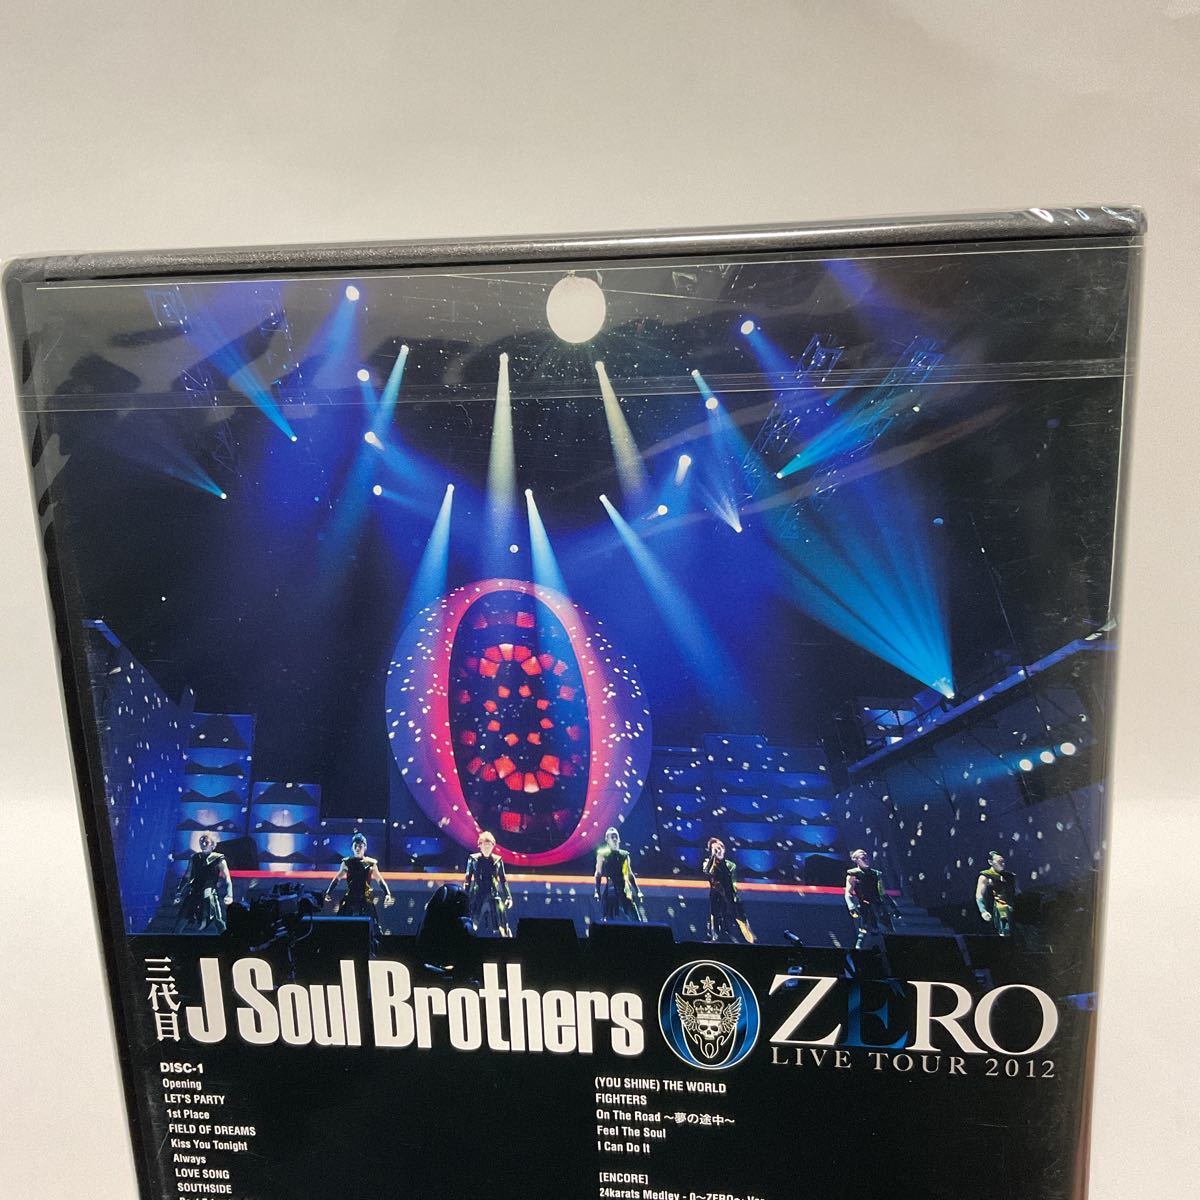 三代目
J Soul Brothers
ZERO
LIVE TOUR 2012
DISC-1
Opening
LET'S PARTY
1st Place
FIELD OF DREAMS
Kiss You Tonight
Always
LOVE SONG
SOUTHSIDE
(YOU SHINE) THE WORLD
FIGHTERS
On The Road 〜夢の途中〜
Feel The Soul
I Can Do It
[ENCORE]
24karats Medley - 0〜ZERO〜